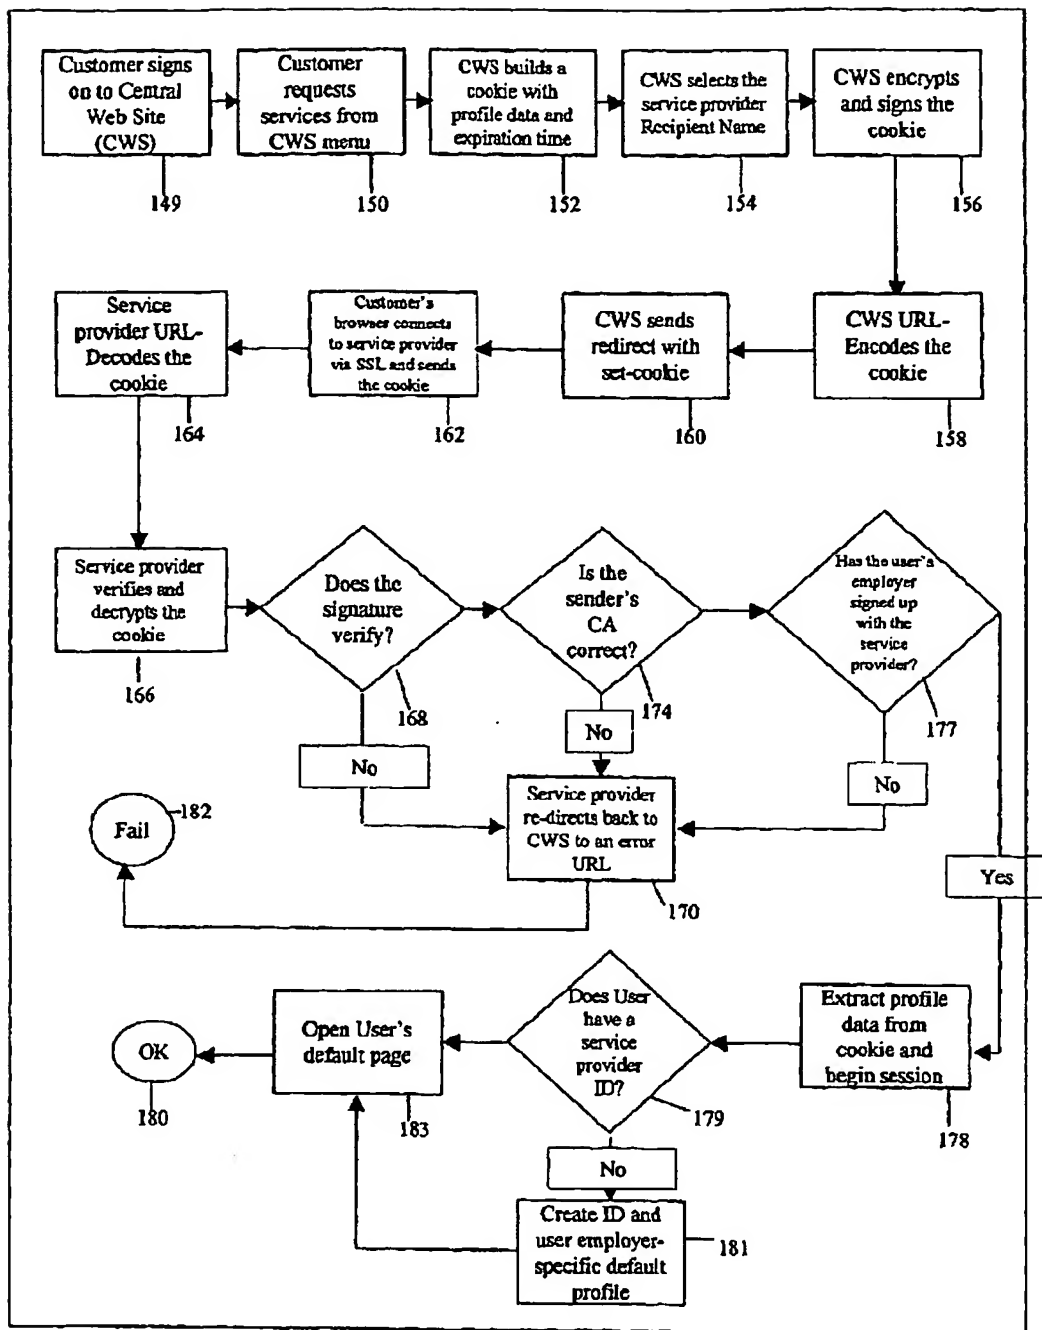 Customer signs
on to Central
Web Site
(CWS)
149
Customer
requests
services from
CWS menu
150
CWS builds a
cookie with
profile data and
expiration time
152
CWS selects the
service provider
Recipient Name
154
CWS encrypts
and signs the
cookie
156
Service
provider URL-
Decodes the
cookie
164
Customer's
browser connects
to service provider
via SSL and sends
the cookie
162
CWS sends
redirect with
set-cookie
160
CWS URL-
Encodes the
cookie
158
Service provider
verifies and
decrypts the
cookie
166
Does the
signature
verify?
168
Is the
sender's
CA
correct?
174
Has the user's
employer
signed up
with the
service
provider?
177
No
No
No
Fail
182
Service provider
re-directs back to
CWS to an error
URL
170
Yes
OK
180
Open User's
default page
183
Does User
have a
service
provider
ID?
179
Extract profile
data from
cookie and
begin session
178
No
Create ID and
user employer-
specific default
profile
181